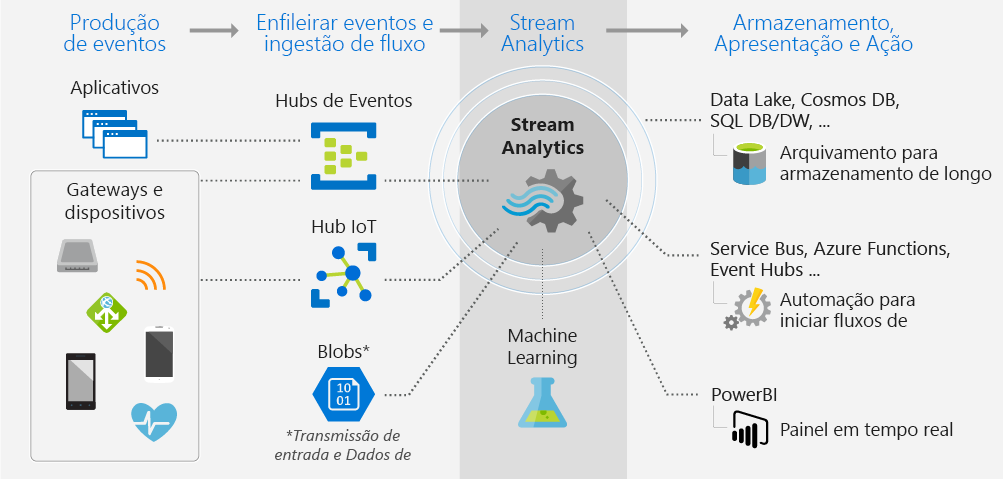 Produção
de eventos
Enfileirar eventos e
ingestão de fluxo
Stream
Analytics
Armazenamento,
Apresentação e Ação
Aplicativos
Gateways e
dispositivos
Hubs de Eventos
Hub IoT
Blobs*
10
01
*Transmissão de
entrada e Dados de
Stream
Analytics
Machine
Learning
Data Lake, Cosmos DB,
SQL DB/DW, ...
Arquivamento para
armazenamento de longo
Service Bus, Azure Functions,
Event Hubs ...
Automação para
iniciar fluxos de
PowerBI
Painel em tempo real